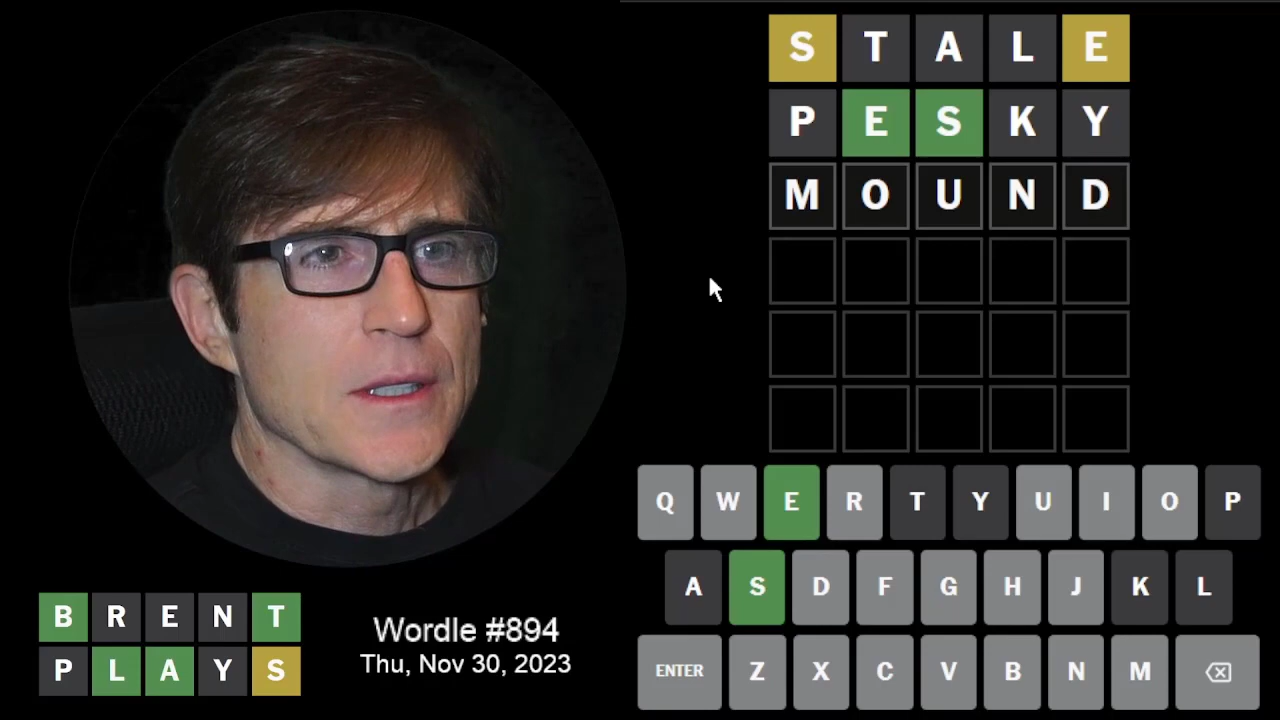 STALE
PESKY
MOUND
QWERTYUIOP
ASDFGHJKL
ENTER ZXCVBNM
BRENT
PLAYS
Wordle #894
Thu, Nov 30, 2023